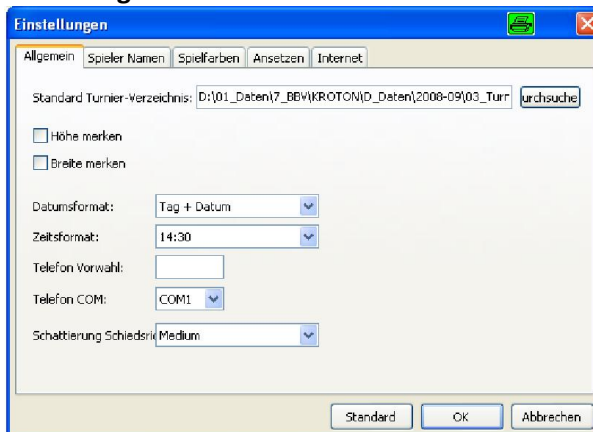 Einstellungen
Allgemein Spieler Namen Spielfarben Ansetzen Internet
Standard Turnier-Verzeichnis: D:\01_Daten\7_BBV\KROTON\D_Daten\2008-09\03_Turr urchsuche
Höhe merken
Breite merken
Datumsformat: Tag + Datum
Zeitsformat: 14:30
Telefon Vorwahl:
Telefon COM: COM1
Schattierung Schiedsri Medium
Standard OK Abbrechen